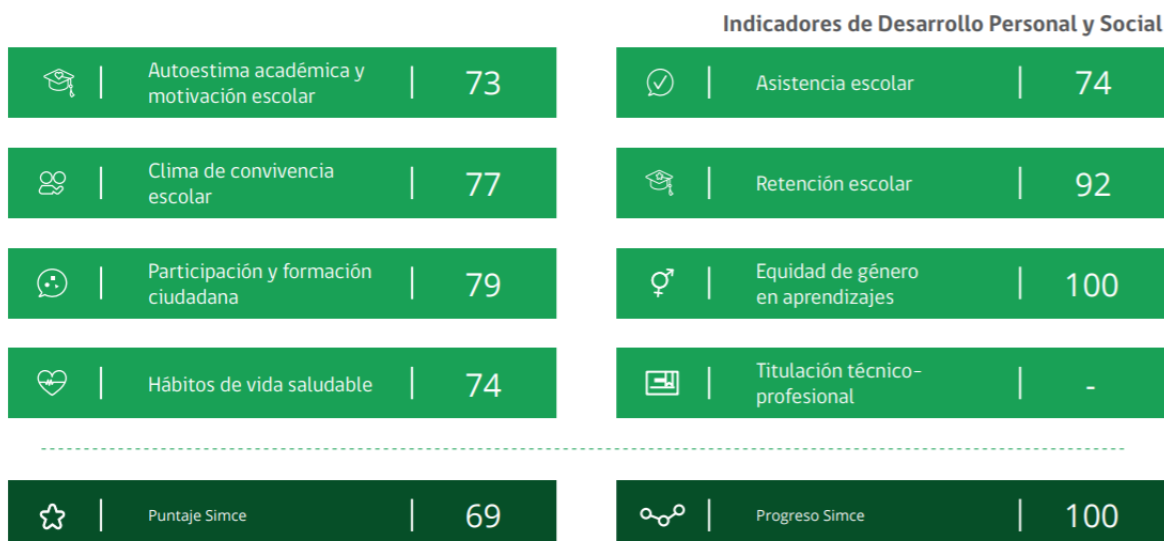 Indicadores de Desarrollo Personal y Social
Autoestima académica y
motivación escolar
73
Asistencia escolar
74
Clima de convivencia
escolar
77
Retención escolar
92
Participación y formación
ciudadana
79
Equidad de género
en aprendizajes
100
Hábitos de vida saludable
74
Titulación técnico-
profesional
-
Puntaje Simce
69
Progreso Simce
100